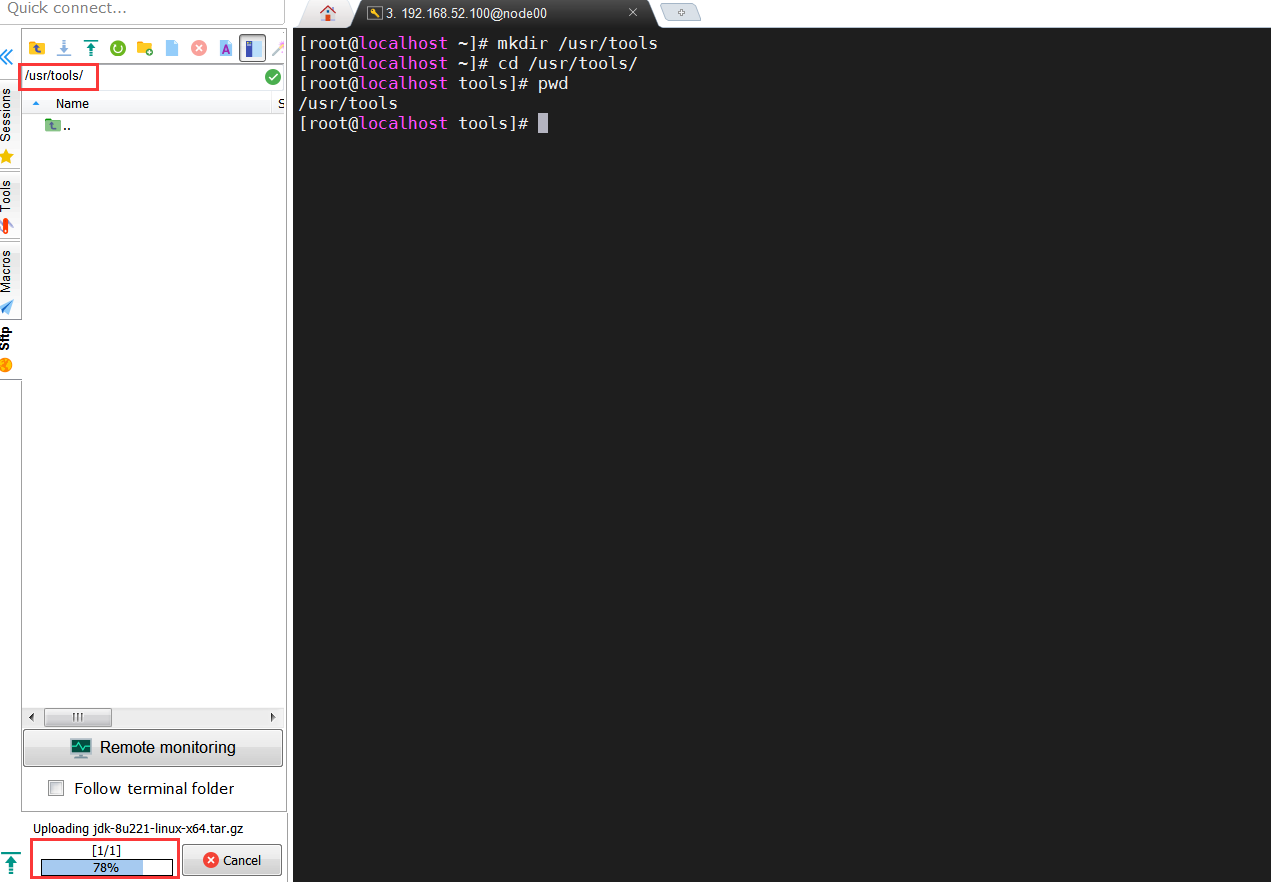 Quick connect...
3. 192.168.52.100@node00
/usr/tools/
Name
S
..
Sessions
Tools
Macros
Sftp
[root@localhost ~]# mkdir /usr/tools
[root@localhost ~]# cd /usr/tools/
[root@localhost tools]# pwd
/usr/tools
[root@localhost tools]#
Remote monitoring
Follow terminal folder
Uploading jdk-8u221-linux-x64.tar.gz
[1/1]
78%
Cancel